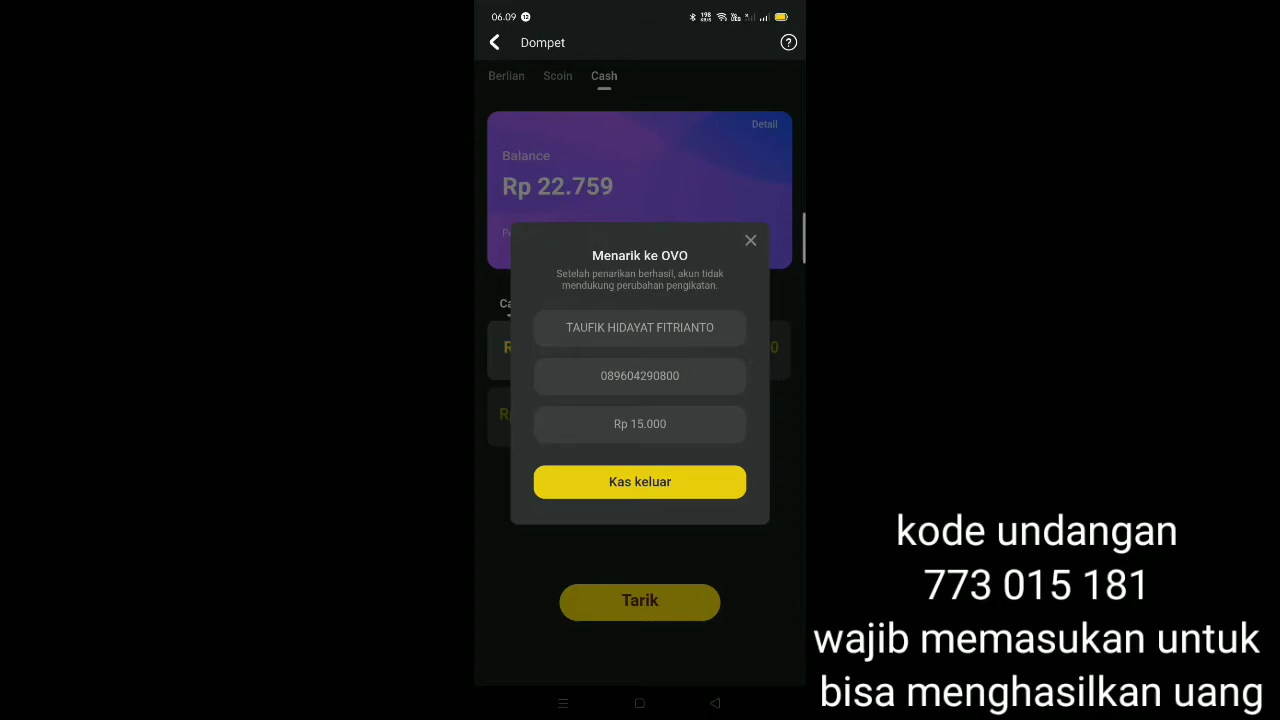 06.09
Dompet
Berlian Scoin Cash
Detail
Balance
Rp 22.759
Menarik ke OVO
Setelah penarikan berhasil, akun tidak
mendukung perubahan pengikatan.
TAUFIK HIDAYAT FITRIANTO
089604290800
Rp 15.000
Kas keluar
Tarik
kode undangan
773 015 181
wajib memasukan untuk
bisa menghasilkan uang